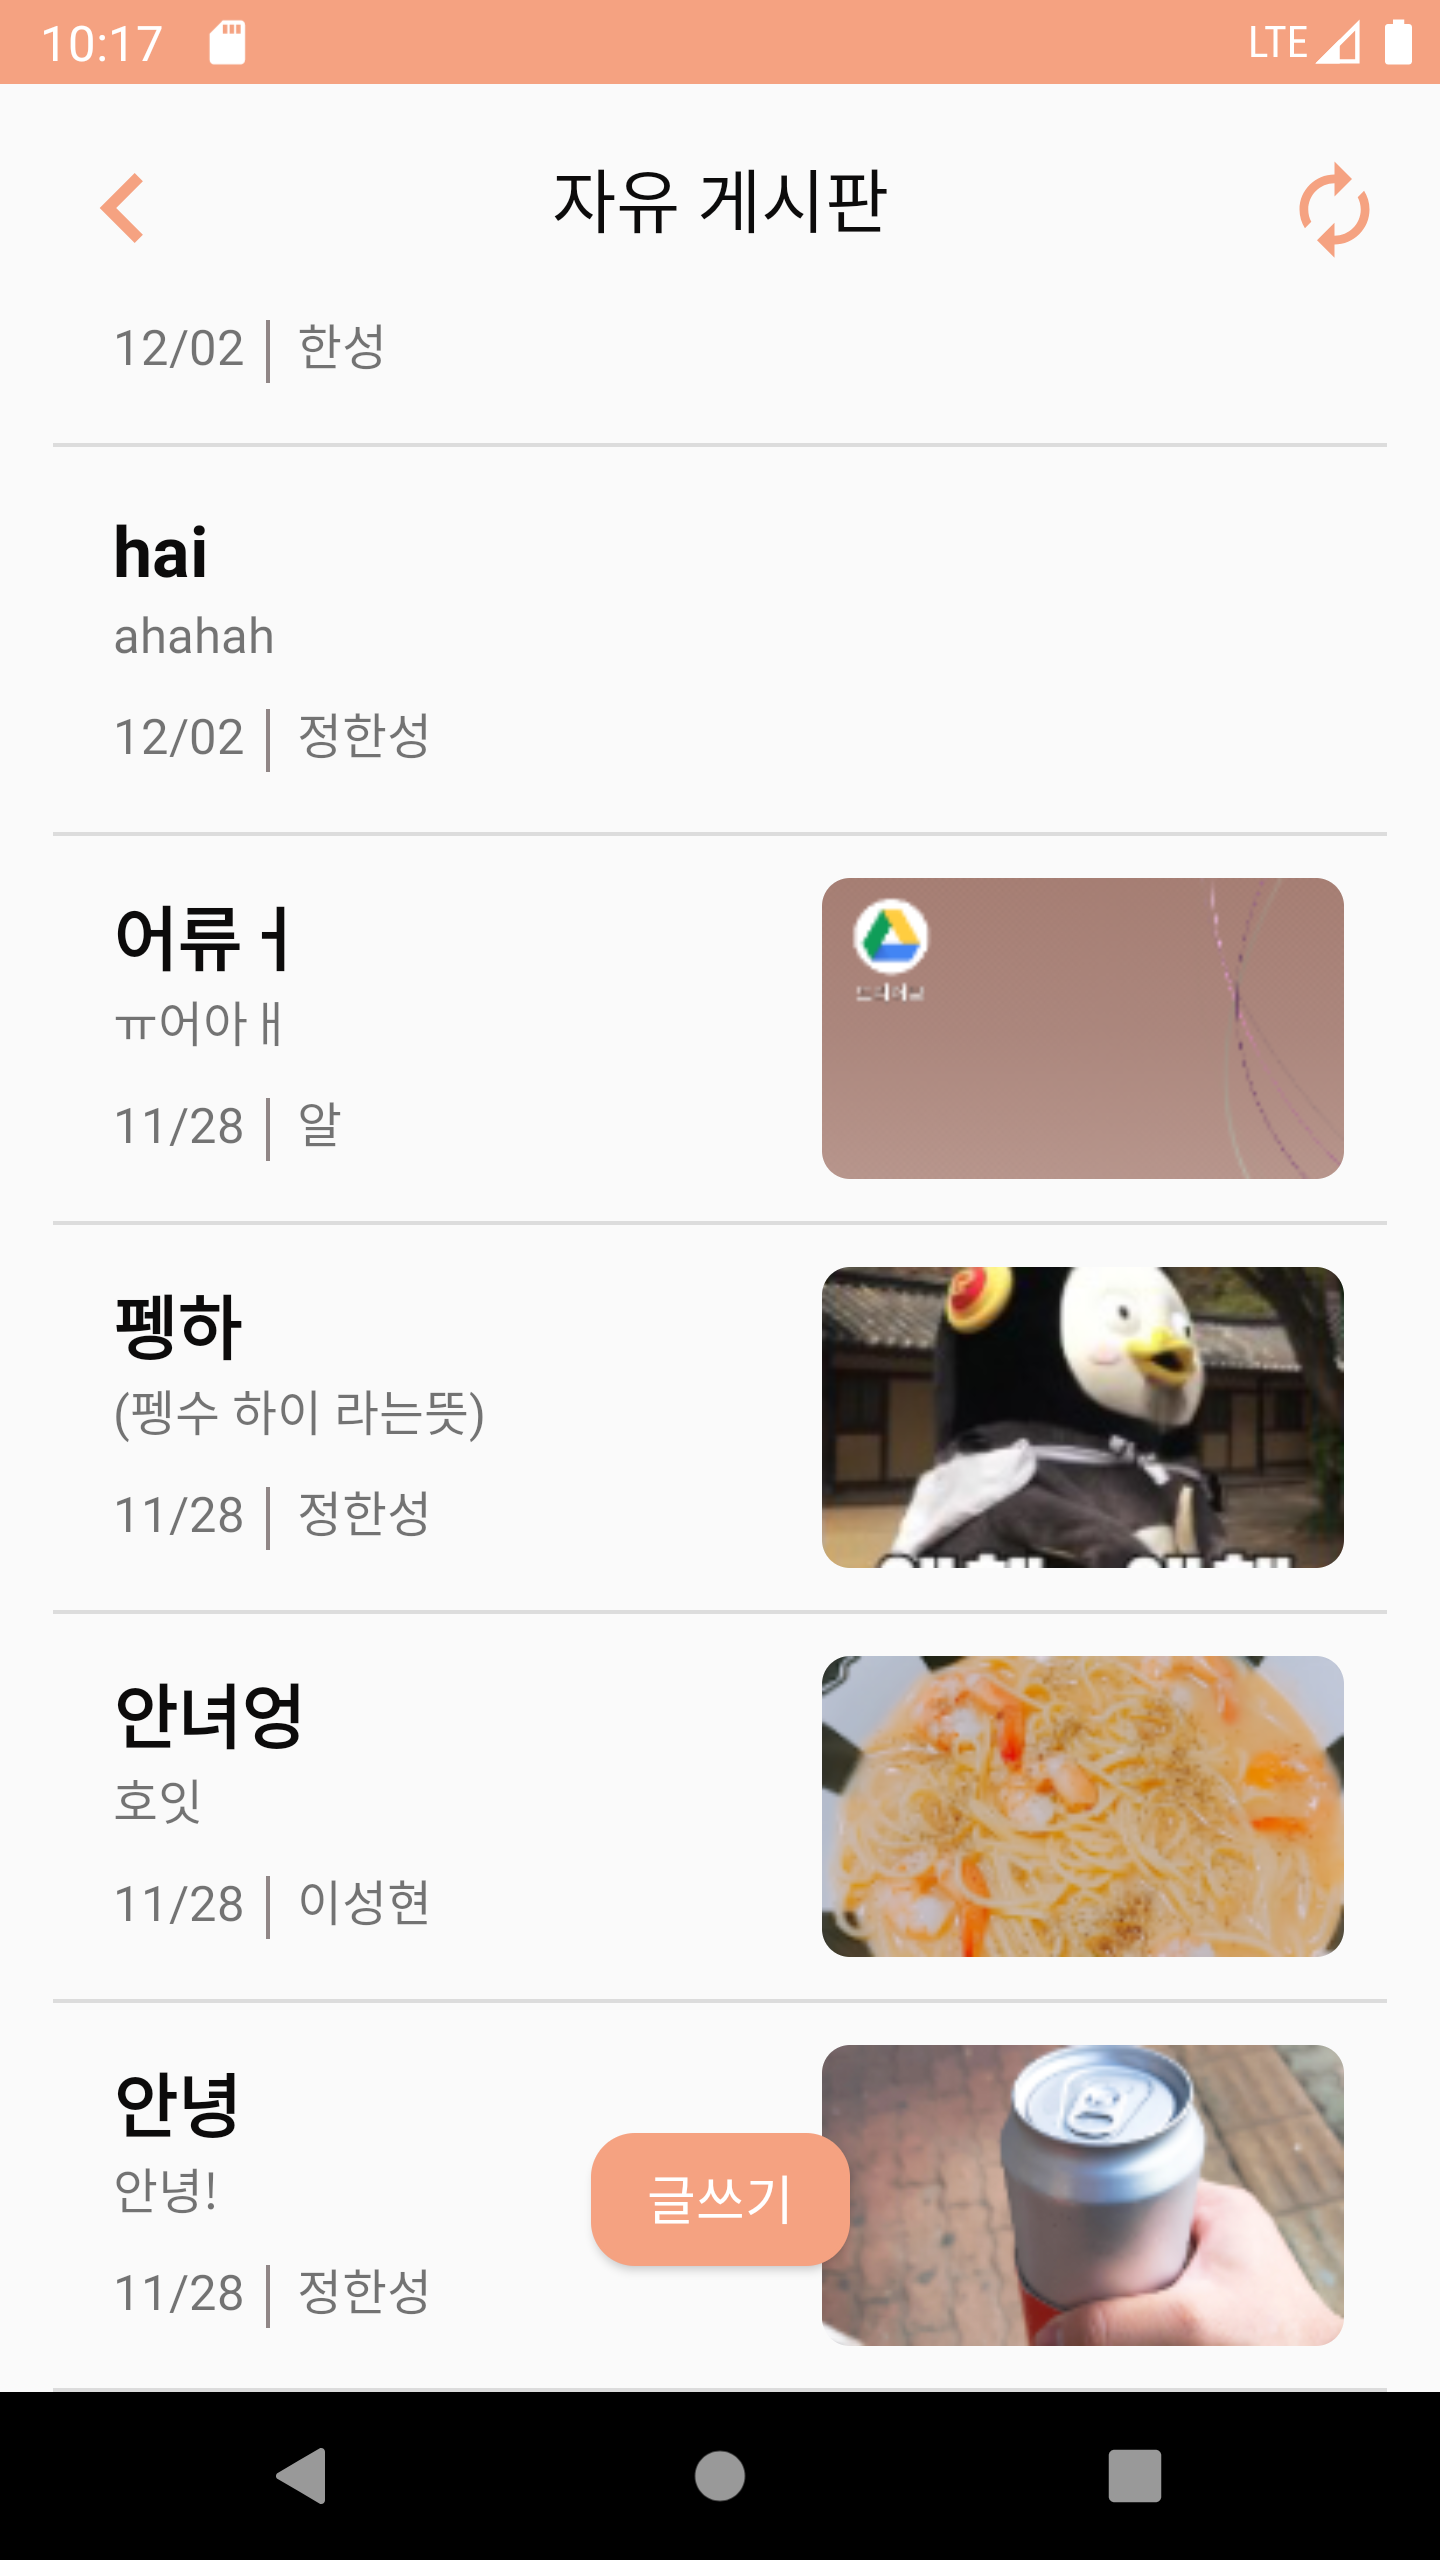 10:17 LTE
자유 게시판
12/02 | 한성
hai
ahahah
12/02 | 정한성
어류ㅓ
ㅠ어아ㅐ
11/28 | 알
펭하
(펭수 하이 라는뜻)
11/28 | 정한성
안녀엉
호잇
11/28 | 이성현
안녕
안녕!
글쓰기
11/28 | 정한성